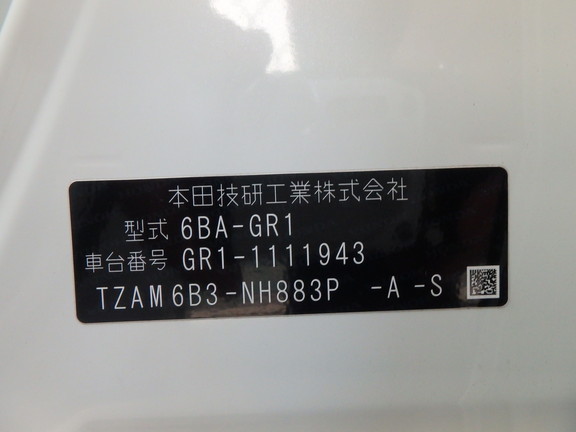 本田技研工業株式会社
型式 6BA-GR1
車台番号 GR1-1111943
TZAM6B3-NH883P -A-S